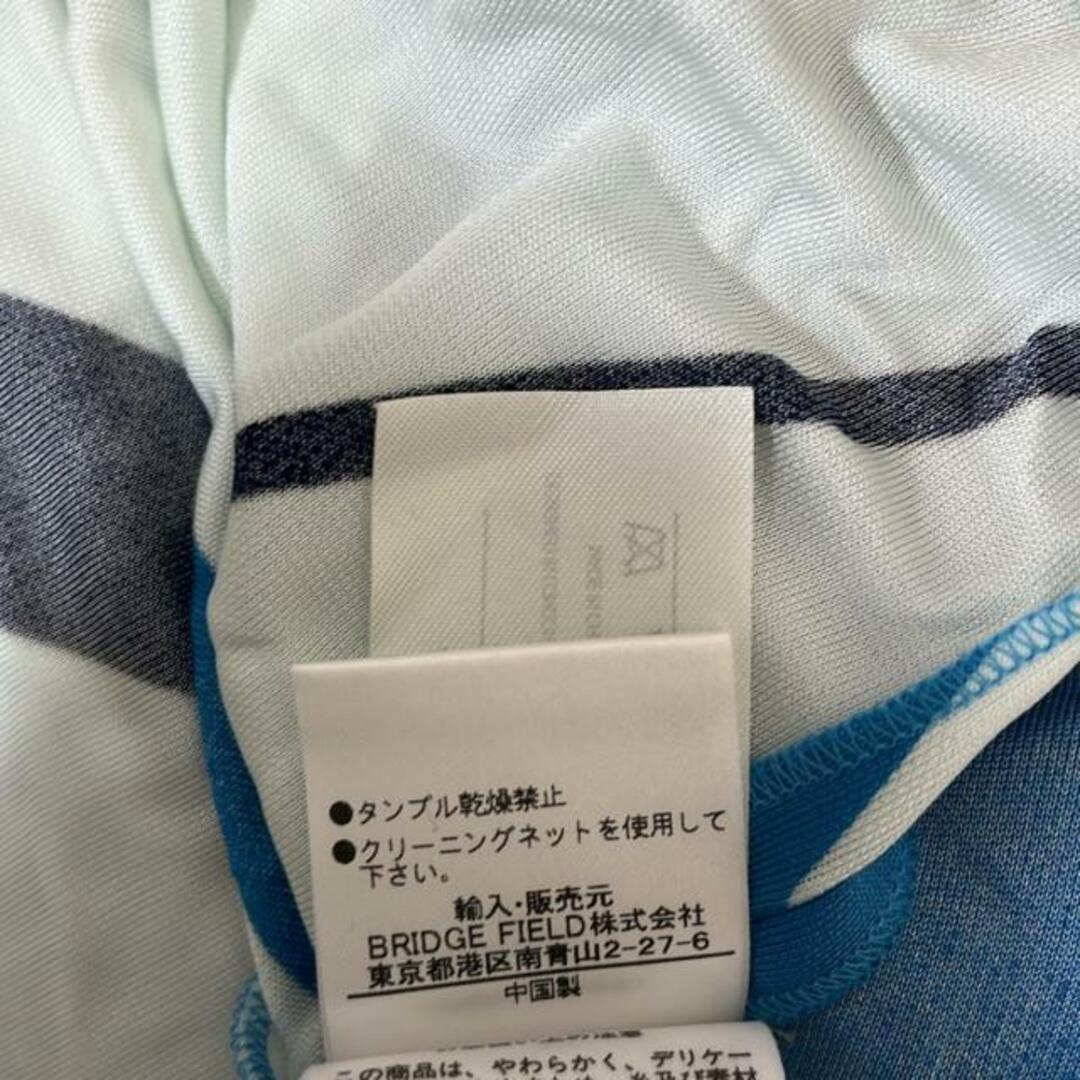 ●タンブル乾燥禁止
●クリーニングネットを使用して
下さい。
輸入・販売元
BRIDGE FIELD株式会社
東京都港区南青山2-27-6
中国製
この商品は、やわらかく、デリケー